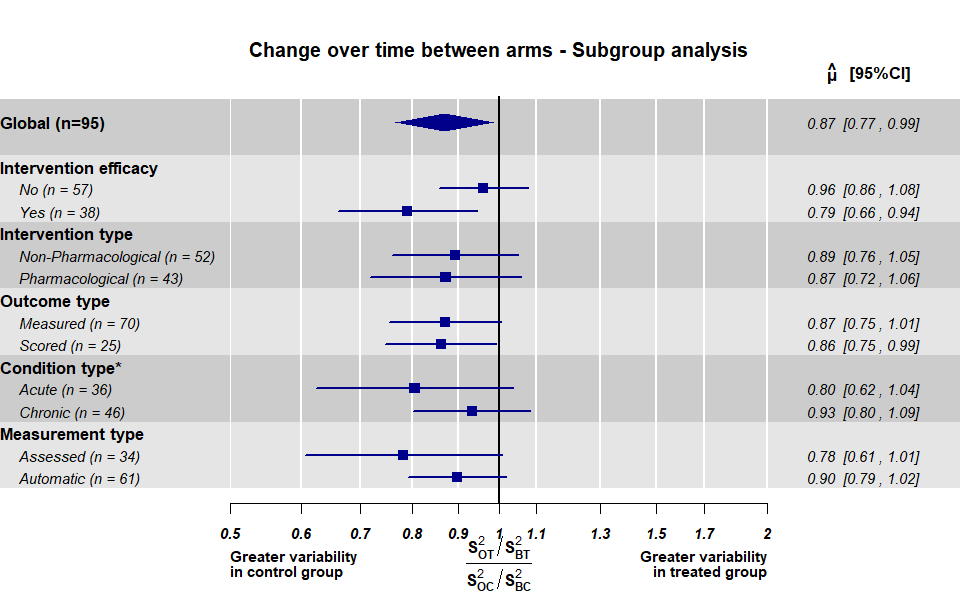 Change over time between arms - Subgroup analysis
μ̂ [95%CI]
Global (n=95) 0.87 [0.77 , 0.99]
Intervention efficacy
No (n = 57) 0.96 [0.86 , 1.08]
Yes (n = 38) 0.79 [0.66 , 0.94]
Intervention type
Non-Pharmacological (n = 52) 0.89 [0.76 , 1.05]
Pharmacological (n = 43) 0.87 [0.72 , 1.06]
Outcome type
Measured (n = 70) 0.87 [0.75 , 1.01]
Scored (n = 25) 0.86 [0.75 , 0.99]
Condition type*
Acute (n = 36) 0.80 [0.62 , 1.04]
Chronic (n = 46) 0.93 [0.80 , 1.09]
Measurement type
Assessed (n = 34) 0.78 [0.61 , 1.01]
Automatic (n = 61) 0.90 [0.79 , 1.02]
0.5 0.6 0.7 0.8 0.9 1 1.1 1.3 1.5 1.7 2
Greater variability
in control group
S²OT / S²BT
S²OC / S²BC
Greater variability
in treated group